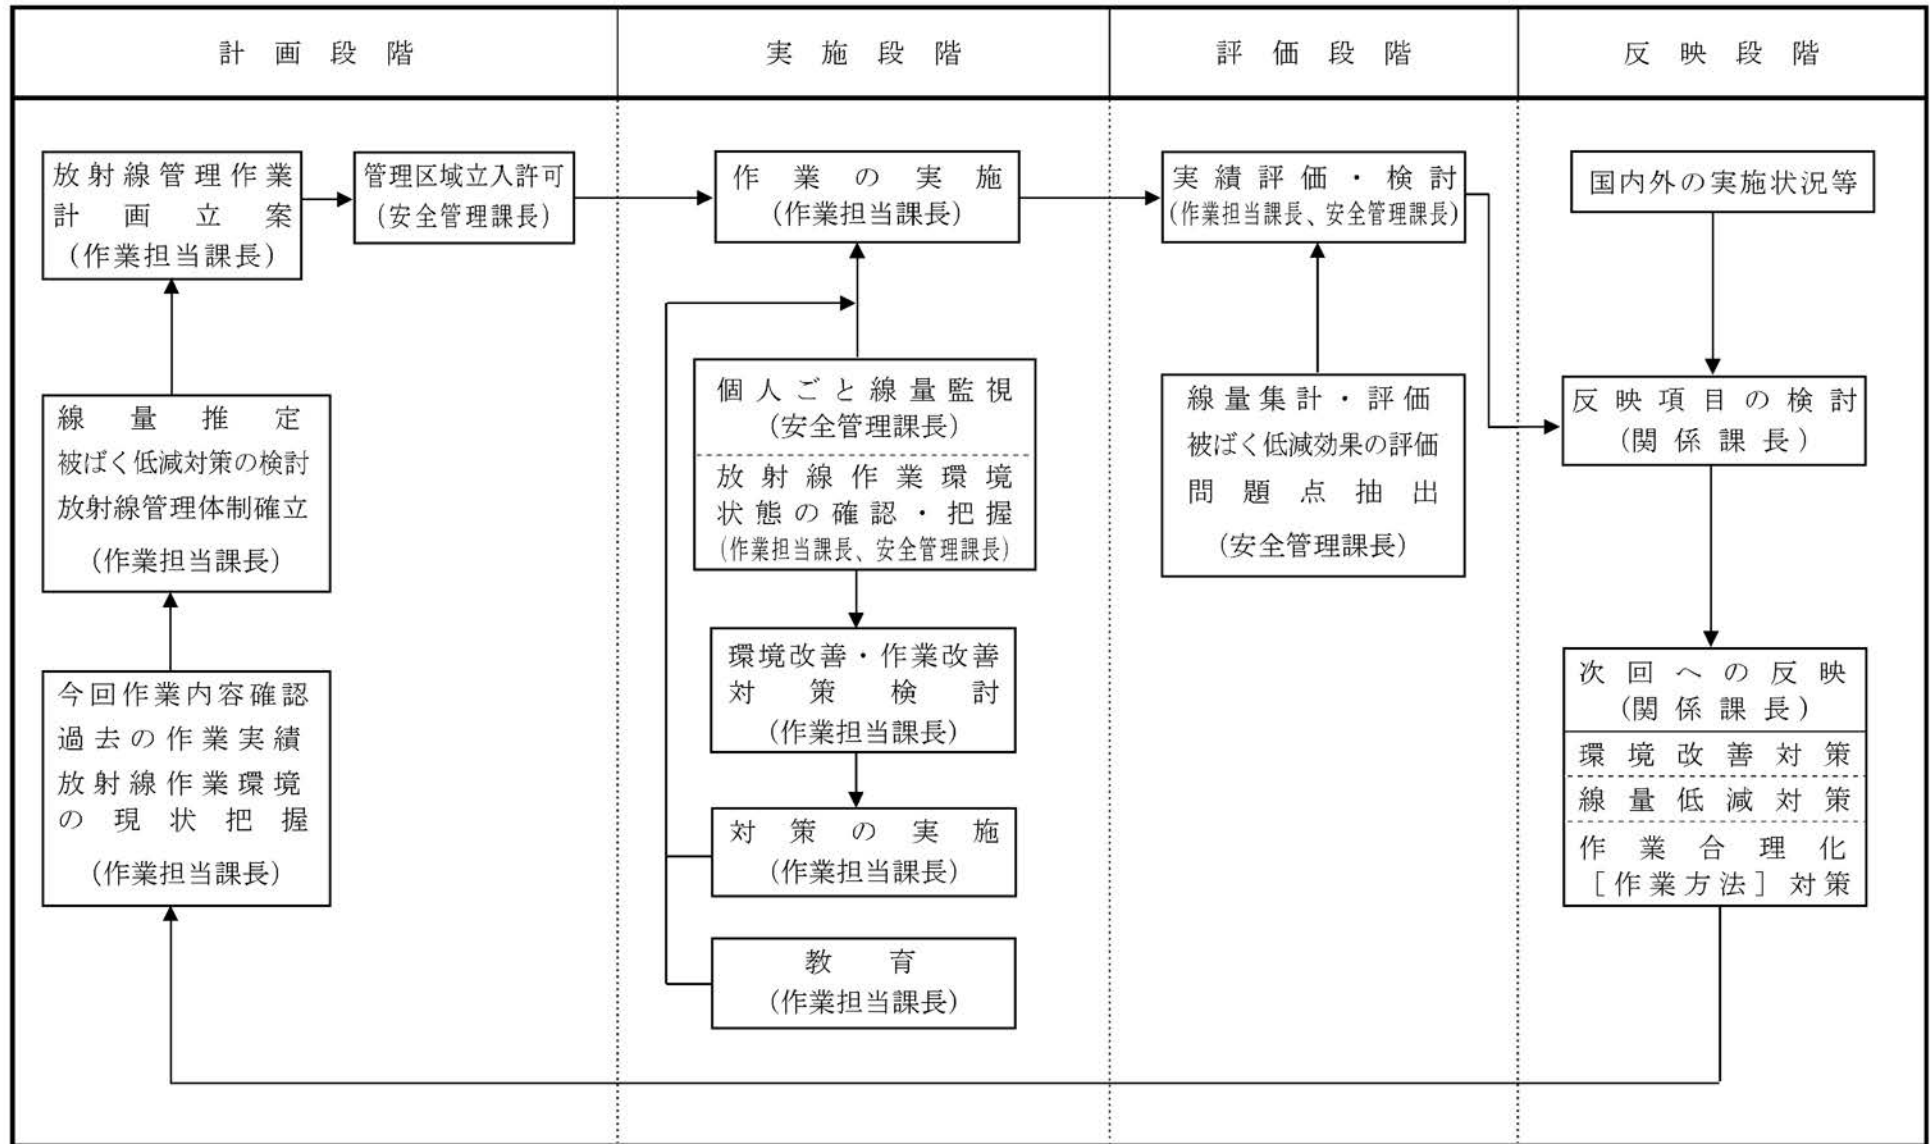 計画段階
実施段階
評価段階
反映段階
放射線管理作業
計画立案
(作業担当課長)
管理区域立入許可
(安全管理課長)
線量推定
被ばく低減対策の検討
放射線管理体制確立
(作業担当課長)
今回作業内容確認
過去の作業実績
放射線作業環境
の現状把握
(作業担当課長)
作業の実施
(作業担当課長)
個人ごと線量監視
(安全管理課長)
放射線作業環境
状態の確認・把握
(作業担当課長、安全管理課長)
環境改善・作業改善
対策検討
(作業担当課長)
対策の実施
(作業担当課長)
教育
(作業担当課長)
実績評価・検討
(作業担当課長、安全管理課長)
線量集計・評価
被ばく低減効果の評価
問題点抽出
(安全管理課長)
国内外の実施状況等
反映項目の検討
(関係課長)
次回への反映
(関係課長)
環境改善対策
線量低減対策
作業合理化
[作業方法]対策